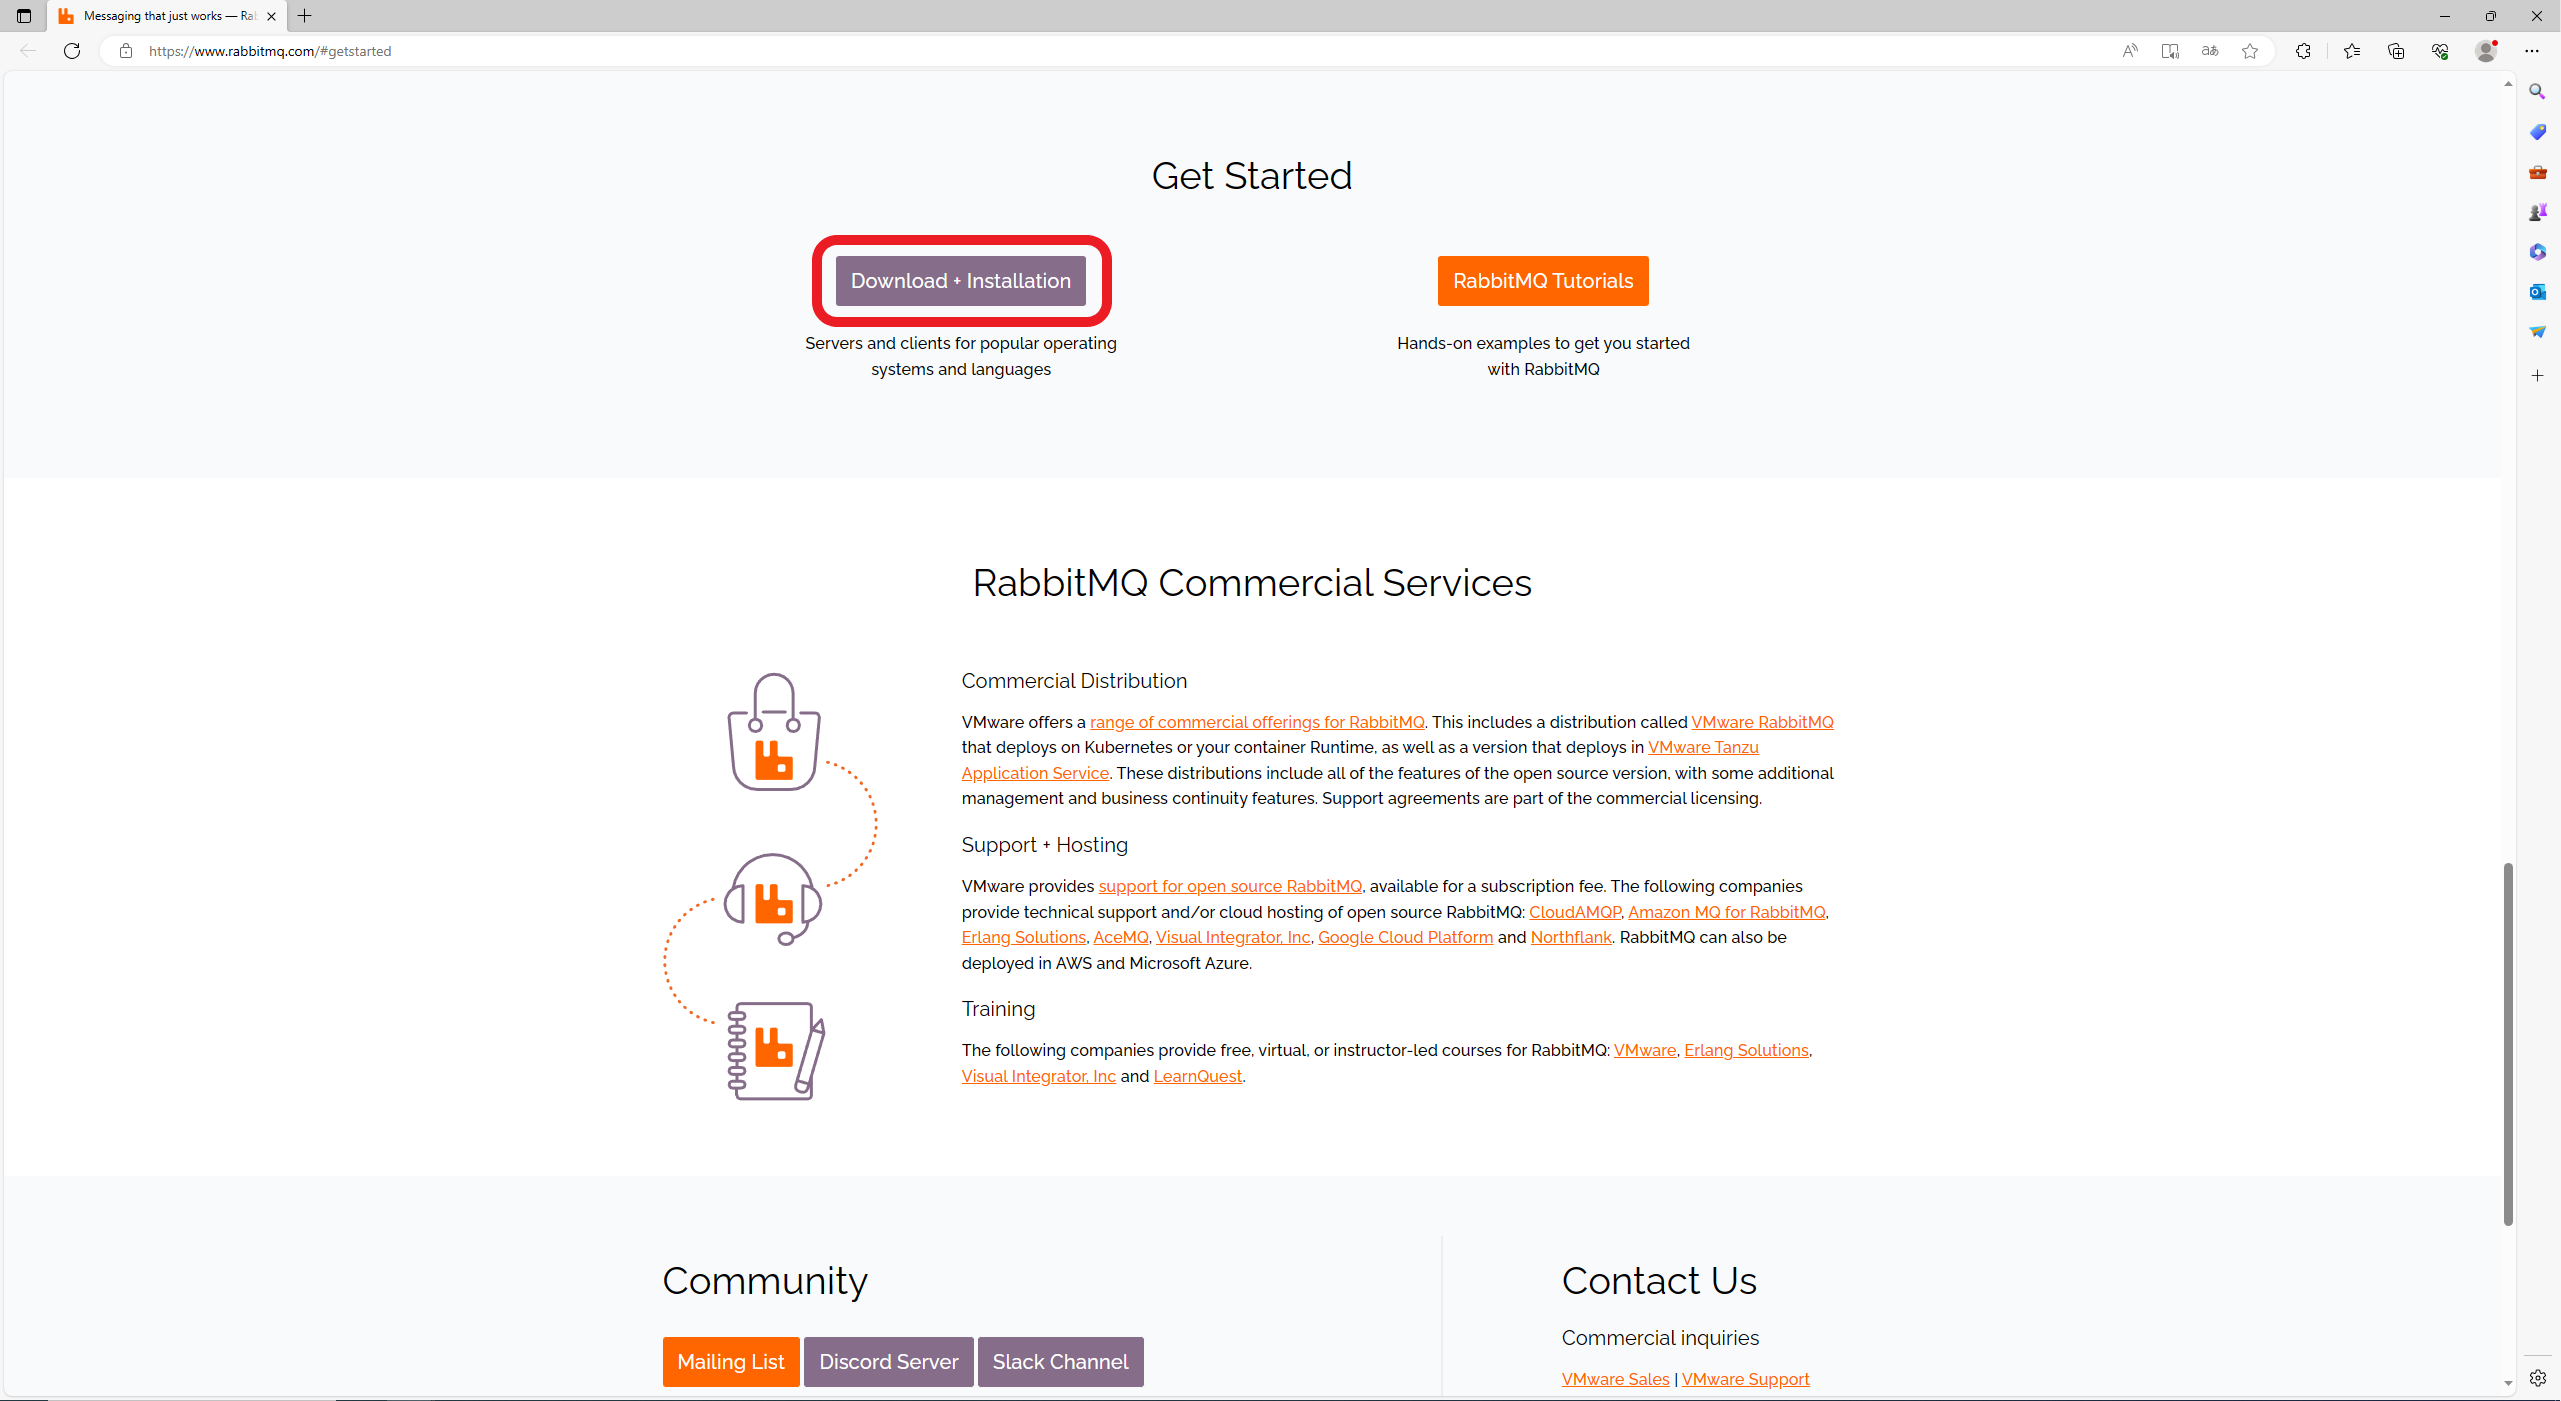 Messaging that just works — Ra
https://www.rabbitmq.com/#getstarted
Get Started
Download + Installation
RabbitMQ Tutorials
Servers and clients for popular operating
systems and languages
Hands-on examples to get you started
with RabbitMQ
RabbitMQ Commercial Services
Commercial Distribution
VMware offers a range of commercial offerings for RabbitMQ. This includes a distribution called VMware RabbitMQ
that deploys on Kubernetes or your container Runtime, as well as a version that deploys in VMware Tanzu
Application Service. These distributions include all of the features of the open source version, with some additional
management and business continuity features. Support agreements are part of the commercial licensing.
Support + Hosting
VMware provides support for open source RabbitMQ, available for a subscription fee. The following companies
provide technical support and/or cloud hosting of open source RabbitMQ: CloudAMQP, Amazon MQ for RabbitMQ,
Erlang Solutions, AceMQ, Visual Integrator, Inc, Google Cloud Platform and Northflank. RabbitMQ can also be
deployed in AWS and Microsoft Azure.
Training
The following companies provide free, virtual, or instructor-led courses for RabbitMQ: VMware, Erlang Solutions,
Visual Integrator, Inc and LearnQuest.
Community
Mailing List Discord Server Slack Channel
Contact Us
Commercial inquiries
VMware Sales | VMware Support